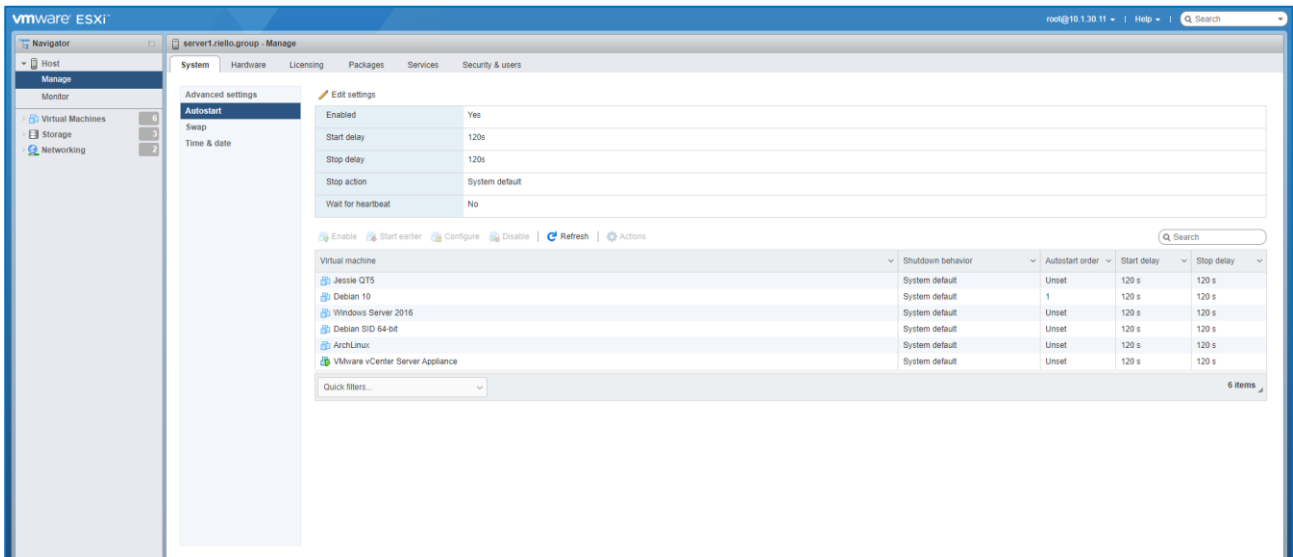 vmware ESXi™
root@10.1.30.11 | Help | Search
Navigator
server1.riello.group - Manage
Host
Manage
Monitor
Virtual Machines 6
Storage 3
Networking 2
System Hardware Licensing Packages Services Security & users
Advanced settings
Autostart
Swap
Time & date
Edit settings
Enabled Yes
Start delay 120s
Stop delay 120s
Stop action System default
Wait for heartbeat No
Enable Start earlier Configure Disable | Refresh | Actions Search
Virtual machine Shutdown behavior Autostart order Start delay Stop delay
Jessie QT5 System default Unset 120 s 120 s
Debian 10 System default 1 120 s 120 s
Windows Server 2016 System default Unset 120 s 120 s
Debian SID 64-bit System default Unset 120 s 120 s
ArchLinux System default Unset 120 s 120 s
VMware vCenter Server Appliance System default Unset 120 s 120 s
Quick filters... 6 items